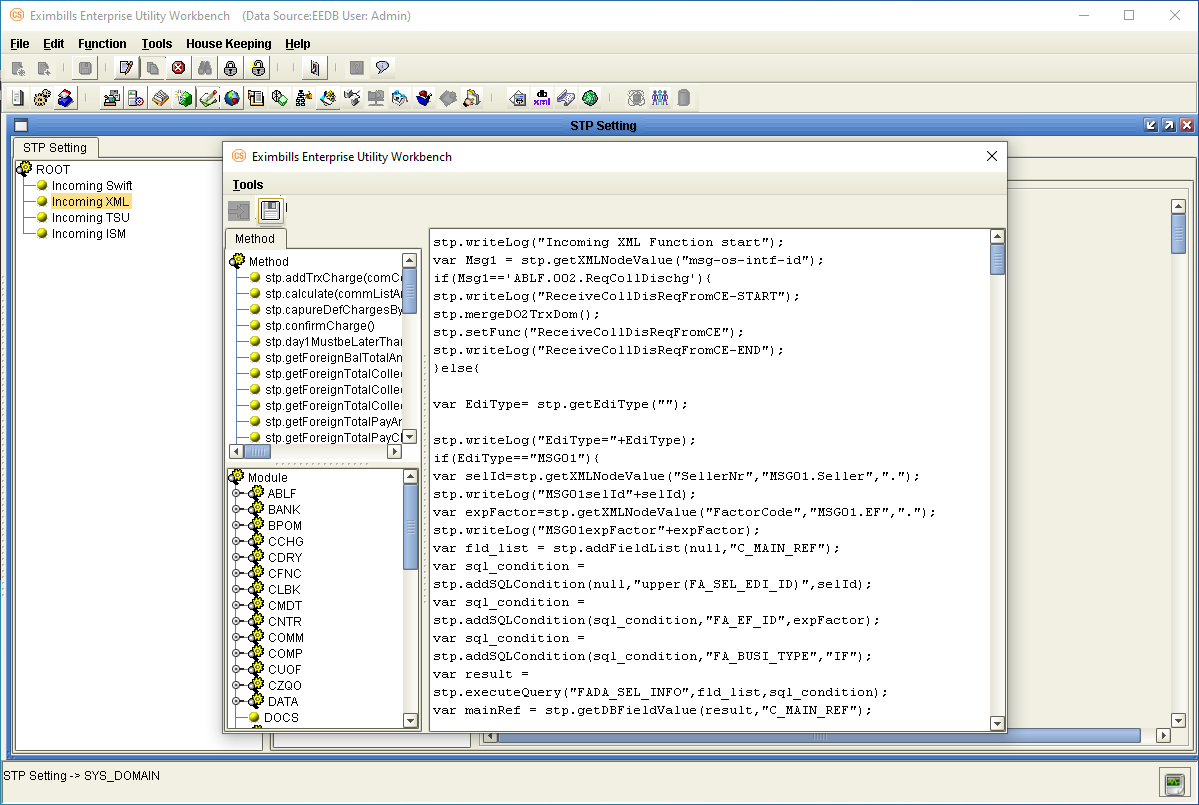 Eximbills Enterprise Utility Workbench (Data Source:EEDB User: Admin)
File Edit Function Tools House Keeping Help
STP Setting
STP Setting
ROOT
Incoming Swift
Incoming XML
Incoming TSU
Incoming ISM
Eximbills Enterprise Utility Workbench
Tools
Method
Method
stp.addTrxCharge(comC
stp.calculate(commListA
stp.capureDefChargesBy
stp.confirmCharge()
stp.day1MustbeLaterTha
stp.getForeignBalTotalAn
stp.getForeignTotalColle
stp.getForeignTotalColle
stp.getForeignTotalColle
stp.getForeignTotalPayAr
stp.getForeignTotalPayC
Module
ABLF
BANK
BPOM
CCHG
CDRY
CFNC
CLBK
CMDT
CNTR
COMM
COMP
CUOF
CZQO
DATA
DOCS
stp.writeLog("Incoming XML Function start");
var Msg1 = stp.getXMLNodeValue("msg-os-intf-id");
if(Msg1=='ABLF.002.ReqCollDischg'){
stp.writeLog("ReceiveCollDisReqFromCE-START");
stp.mergeDO2TrxDom();
stp.setFunc("ReceiveCollDisReqFromCE");
stp.writeLog("ReceiveCollDisReqFromCE-END");
}else{
var EdiType= stp.getEdiType("");
stp.writeLog("EdiType="+EdiType);
if(EdiType=="MSG01"){
var selId=stp.getXMLNodeValue("SellerNr","MSG01.Seller",".");
stp.writeLog("MSG01selId"+selId);
var expFactor=stp.getXMLNodeValue("FactorCode","MSG01.EF",".");
stp.writeLog("MSG01expFactor"+expFactor);
var fld_list = stp.addFieldList(null,"C_MAIN_REF");
var sql_condition =
stp.addSQLCondition(null,"upper(FA_SEL_EDI_ID)",selId);
var sql_condition =
stp.addSQLCondition(sql_condition,"FA_EF_ID",expFactor);
var sql_condition =
stp.addSQLCondition(sql_condition,"FA_BUSI_TYPE","IF");
var result =
stp.executeQuery("FADA_SEL_INFO",fld_list,sql_condition);
var mainRef = stp.getDBFieldValue(result,"C_MAIN_REF");
STP Setting -> SYS_DOMAIN